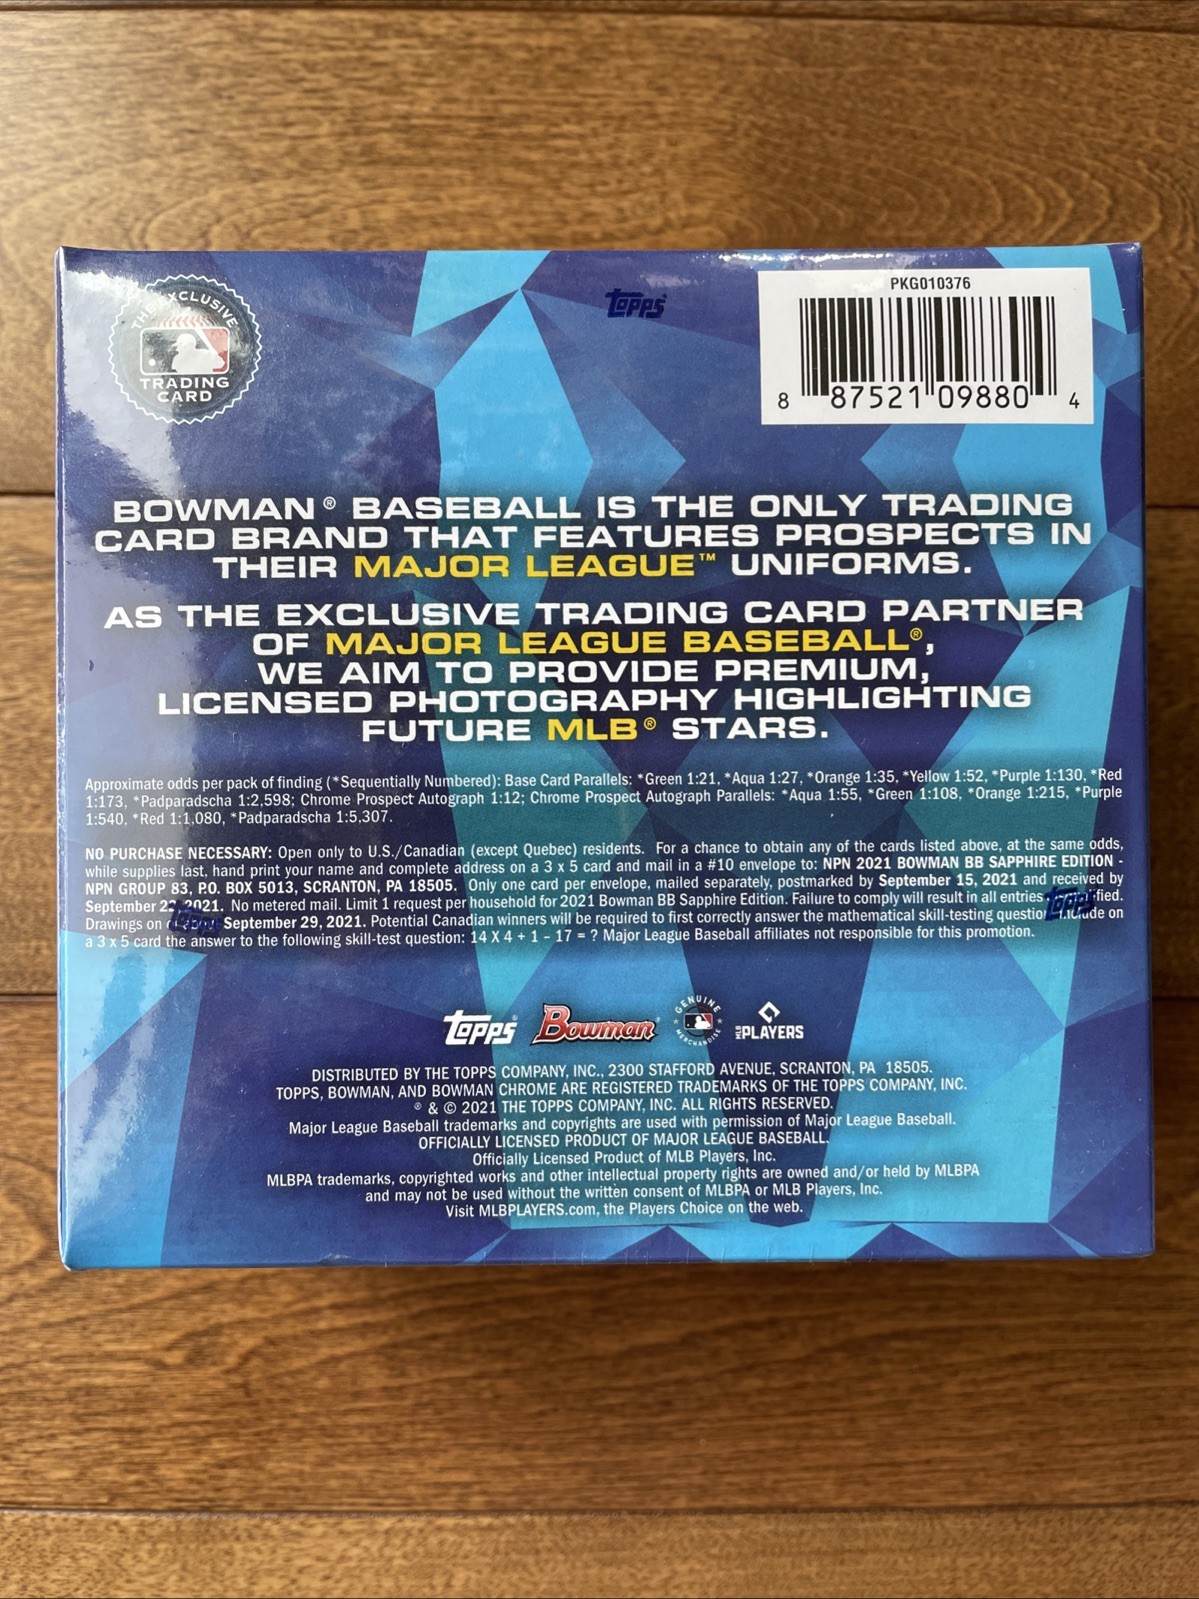 THE EXCLUSIVE
TRADING
CARD
TOPPS
PKG010376
8 87521 09880 4
BOWMAN® BASEBALL IS THE ONLY TRADING
CARD BRAND THAT FEATURES PROSPECTS IN
THEIR MAJOR LEAGUE™ UNIFORMS.
AS THE EXCLUSIVE TRADING CARD PARTNER
OF MAJOR LEAGUE BASEBALL®,
WE AIM TO PROVIDE PREMIUM,
LICENSED PHOTOGRAPHY HIGHLIGHTING
FUTURE MLB® STARS.
Approximate odds per pack of finding (*Sequentially Numbered): Base Card Parallels: *Green 1:21, *Aqua 1:27, *Orange 1:35, *Yellow 1:52, *Purple 1:130, *Red
1:173, *Padparadscha 1:2,598; Chrome Prospect Autograph 1:12; Chrome Prospect Autograph Parallels: *Aqua 1:55, *Green 1:108, *Orange 1:215, *Purple
1:540, *Red 1:1,080, *Padparadscha 1:5,307.
NO PURCHASE NECESSARY: Open only to U.S./Canadian (except Quebec) residents. For a chance to obtain any of the cards listed above, at the same odds,
while supplies last, hand print your name and complete address on a 3 x 5 card and mail in a #10 envelope to: NPN 2021 BOWMAN BB SAPPHIRE EDITION -
NPN GROUP 83, P.O. BOX 5013, SCRANTON, PA 18505. Only one card per envelope, mailed separately, postmarked by September 15, 2021 and received by
September 22, 2021. No metered mail. Limit 1 request per household for 2021 Bowman BB Sapphire Edition. Failure to comply will result in all entries
Drawings on September 29, 2021. Potential Canadian winners will be required to first correctly answer the mathematical skill-testing question. Include on
a 3 x 5 card the answer to the following skill-test question: 14 X 4 + 1 - 17 = ? Major League Baseball affiliates not responsible for this promotion.
TOPPS
TOPPS
TOPPS Bowman GENUINE MERCHANDISE MLB PLAYERS
DISTRIBUTED BY THE TOPPS COMPANY, INC., 2300 STAFFORD AVENUE, SCRANTON, PA 18505.
TOPPS, BOWMAN, AND BOWMAN CHROME ARE REGISTERED TRADEMARKS OF THE TOPPS COMPANY, INC.
® & © 2021 THE TOPPS COMPANY, INC. ALL RIGHTS RESERVED.
Major League Baseball trademarks and copyrights are used with permission of Major League Baseball.
OFFICIALLY LICENSED PRODUCT OF MAJOR LEAGUE BASEBALL.
Officially Licensed Product of MLB Players, Inc.
MLBPA trademarks, copyrighted works and other intellectual property rights are owned and/or held by MLBPA
and may not be used without the written consent of MLBPA or MLB Players, Inc.
Visit MLBPLAYERS.com, the Players Choice on the web.